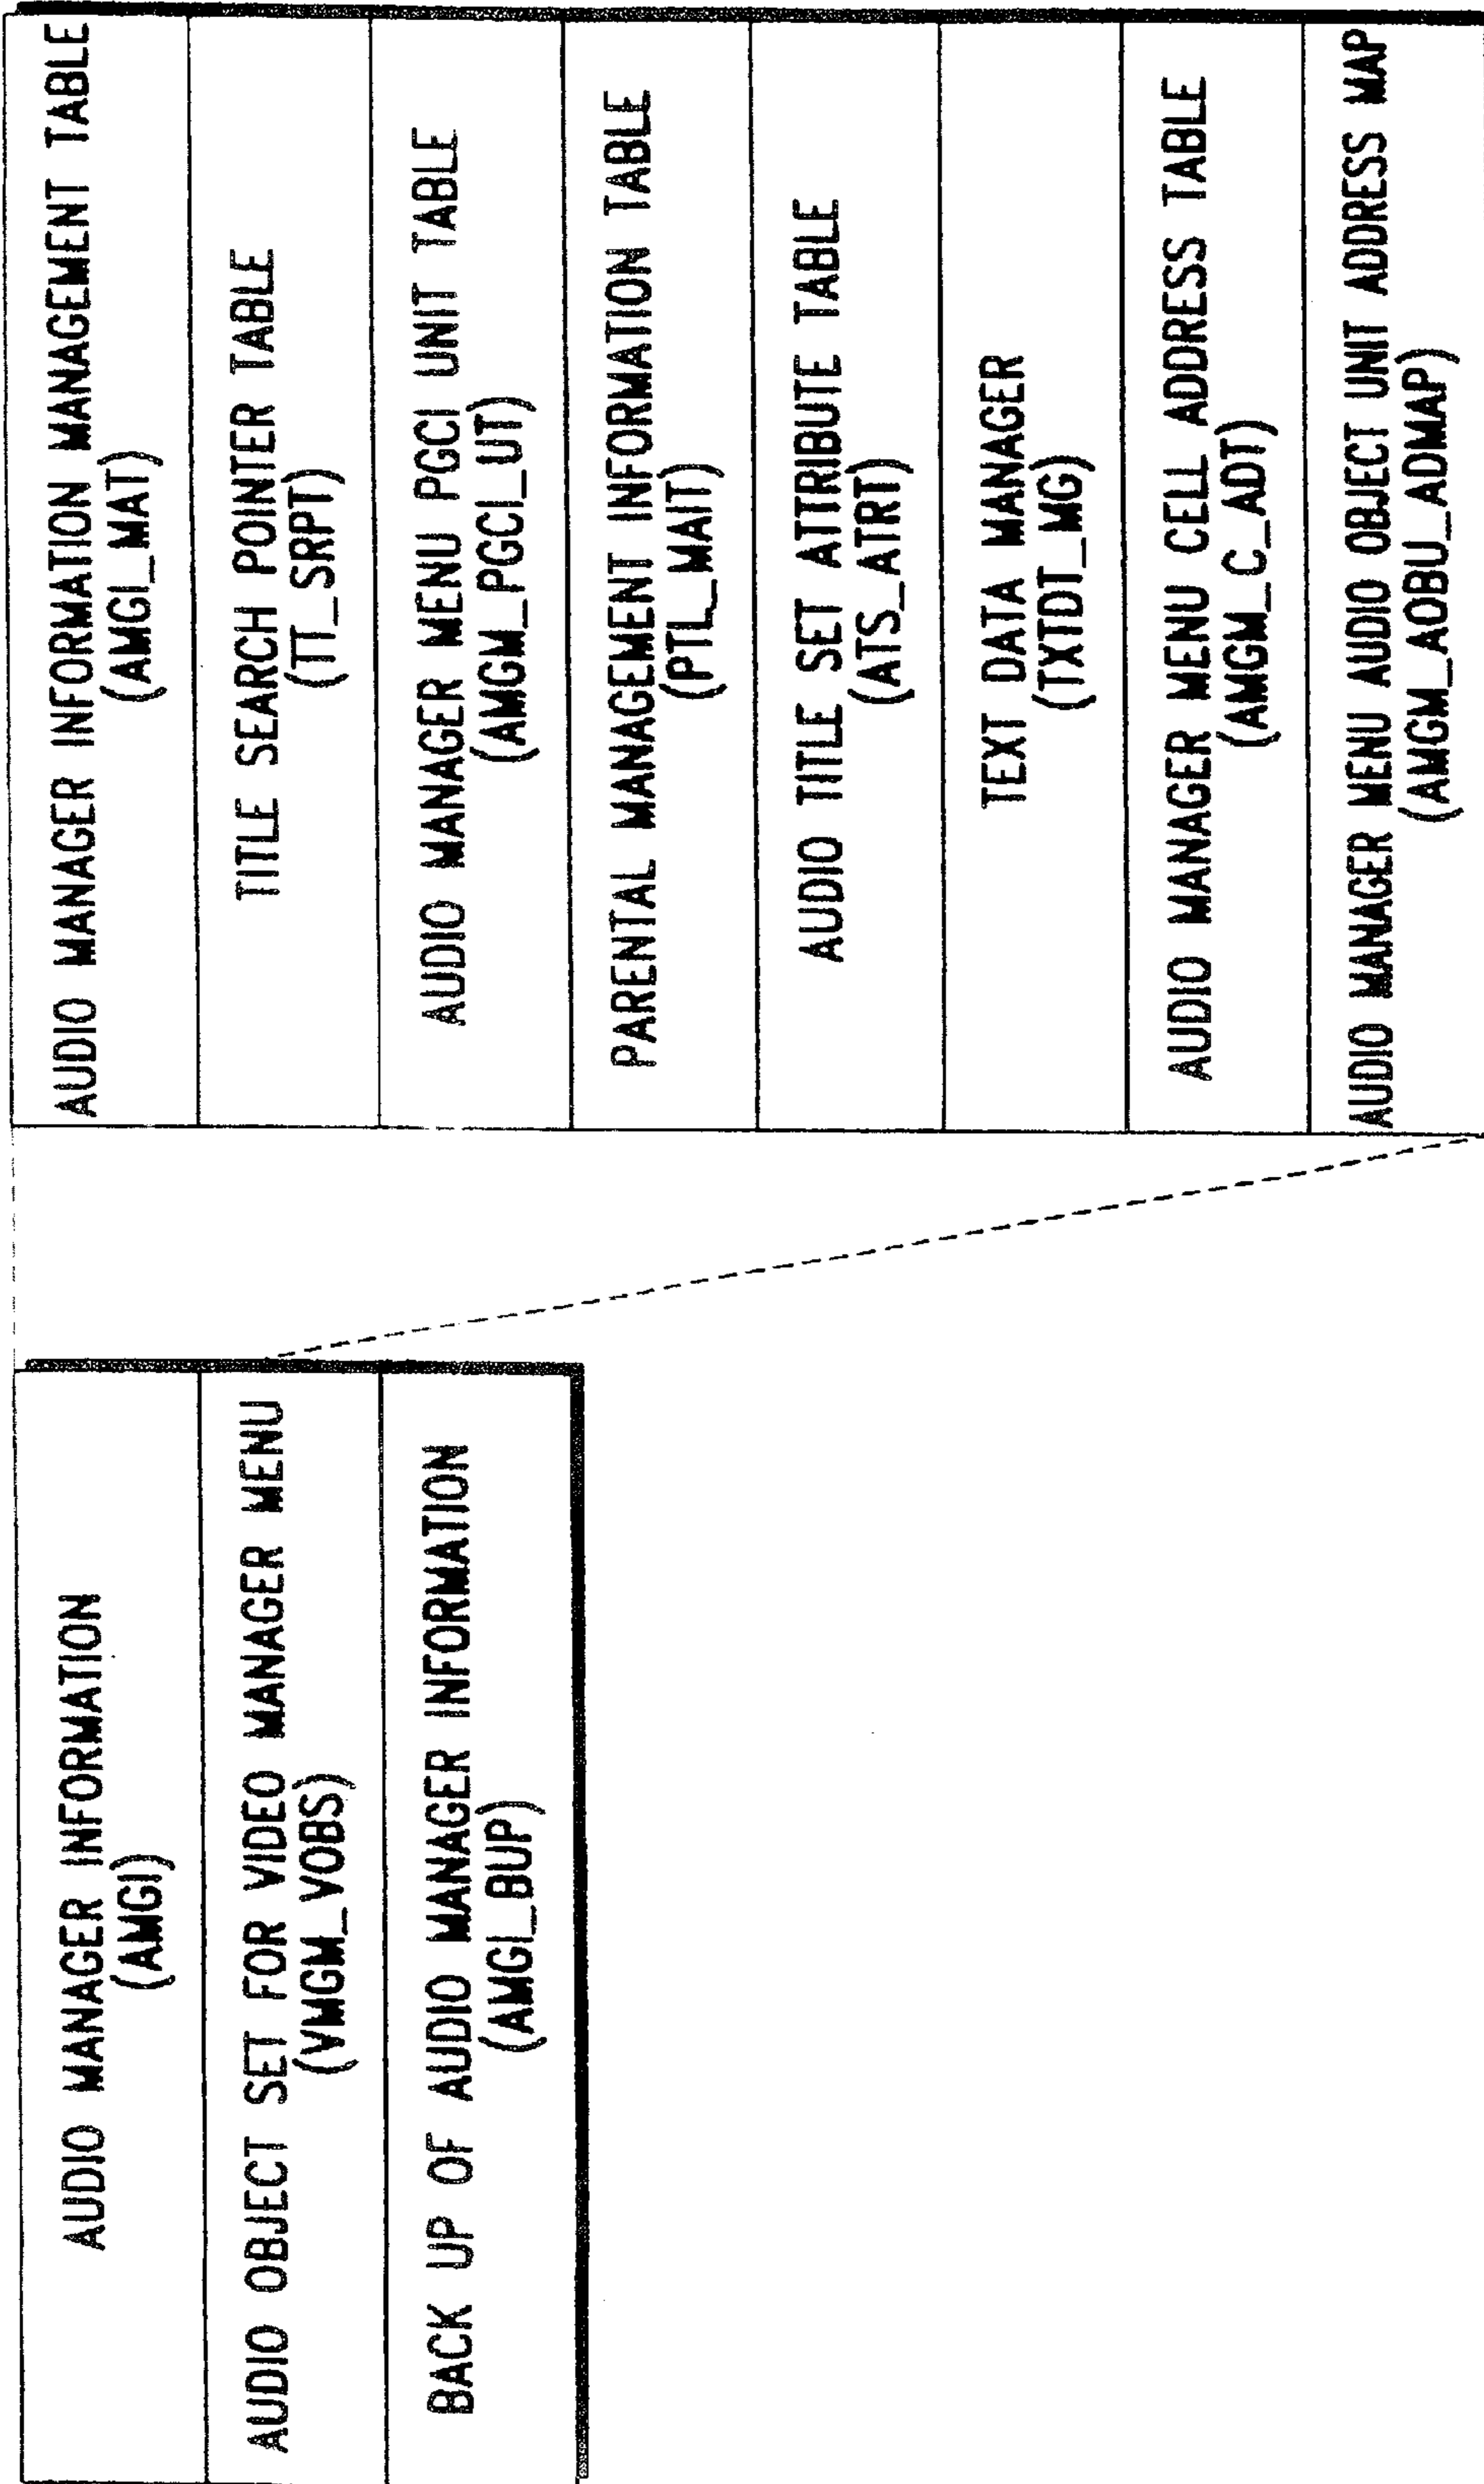 AUDIO MANAGER INFORMATION
(AMGI)
AUDIO OBJECT SET FOR VIDEO MANAGER MENU
(VMGM_VOBS)
BACK UP OF AUDIO MANAGER INFORMATION
(AMGI_BUP)
AUDIO MANAGER INFORMATION MANAGEMENT TABLE
(AMGI_MAT)
TITLE SEARCH POINTER TABLE
(TT_SRPT)
AUDIO MANAGER MENU PGCI UNIT TABLE
(AMGM_PGCI_UT)
PARENTAL MANAGEMENT INFORMATION TABLE
(PTL_MAIT)
AUDIO TITLE SET ATTRIBUTE TABLE
(ATS_ATRT)
TEXT DATA MANAGER
(TXTDT_MG)
AUDIO MANAGER MENU CELL ADDRESS TABLE
(AMGM_C_ADT)
AUDIO MANAGER MENU AUDIO OBJECT UNIT ADDRESS MAP
(AMGM_AOBU_ADMAP)